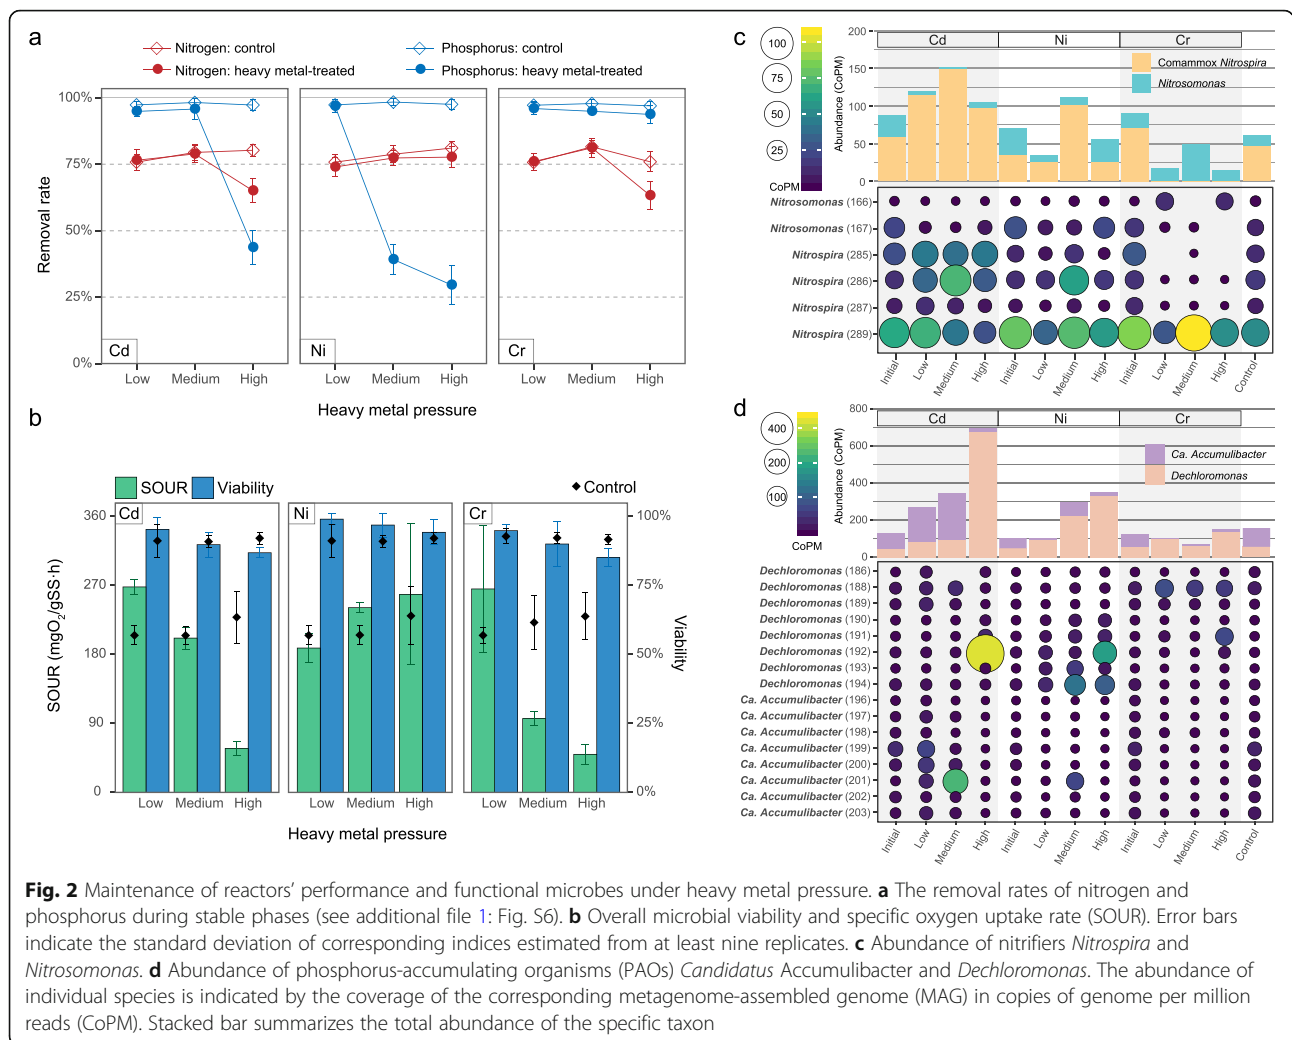 a
Nitrogen: control
Nitrogen: heavy metal-treated
Phosphorus: control
Phosphorus: heavy metal-treated
Removal rate
100%
75%
50%
25%
0%
Cd
Ni
Cr
Low Medium High
Low Medium High
Low Medium High
Heavy metal pressure
b
SOUR Viability Control
SOUR (mgO2/gSS·h)
360
270
180
90
0
Cd
Ni
Cr
100%
75%
50%
25%
0%
Viability
Low Medium High
Low Medium High
Low Medium High
Heavy metal pressure
c
100
75
50
25
CoPM
Abundance (CoPM)
200
150
100
50
0
Cd Ni Cr
Comammox Nitrospira
Nitrosomonas
Nitrosomonas (166)
Nitrosomonas (167)
Nitrospira (285)
Nitrospira (286)
Nitrospira (287)
Nitrospira (289)
Initial Low Medium High Initial Low Medium High Initial Low Medium High Control
d
400
200
100
CoPM
Abundance (CoPM)
800
600
400
200
0
Cd Ni Cr
Ca. Accumulibacter
Dechloromonas
Dechloromonas (186)
Dechloromonas (188)
Dechloromonas (189)
Dechloromonas (190)
Dechloromonas (191)
Dechloromonas (192)
Dechloromonas (193)
Dechloromonas (194)
Ca. Accumulibacter (196)
Ca. Accumulibacter (197)
Ca. Accumulibacter (198)
Ca. Accumulibacter (199)
Ca. Accumulibacter (200)
Ca. Accumulibacter (201)
Ca. Accumulibacter (202)
Ca. Accumulibacter (203)
Initial Low Medium High Initial Low Medium High Initial Low Medium High Control
Fig. 2 Maintenance of reactors' performance and functional microbes under heavy metal pressure. a The removal rates of nitrogen and
phosphorus during stable phases (see additional file 1: Fig. S6). b Overall microbial viability and specific oxygen uptake rate (SOUR). Error bars
indicate the standard deviation of corresponding indices estimated from at least nine replicates. c Abundance of nitrifiers Nitrospira and
Nitrosomonas. d Abundance of phosphorus-accumulating organisms (PAOs) Candidatus Accumulibacter and Dechloromonas. The abundance of
individual species is indicated by the coverage of the corresponding metagenome-assembled genome (MAG) in copies of genome per million
reads (CoPM). Stacked bar summarizes the total abundance of the specific taxon